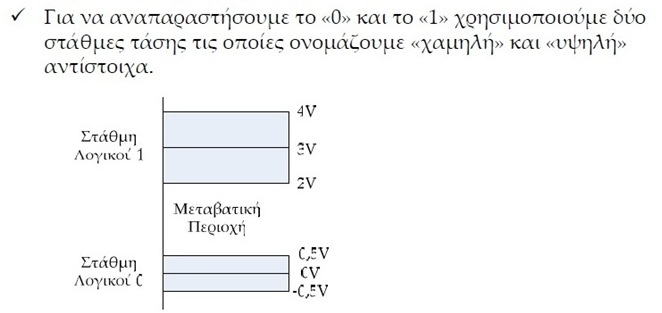 ✓ Για να αναπαραστήσουμε το «0» και το «1» χρησιμοποιούμε δύο
στάθμες τάσης τις οποίες ονομάζουμε «χαμηλή» και «υψηλή»
αντίστοιχα.
4V
Στάθμη
Λογικού 1
3V
2V
Μεταβατική
Περιοχή
0,5V
Στάθμη
Λογικού 0
0V
-0,5V